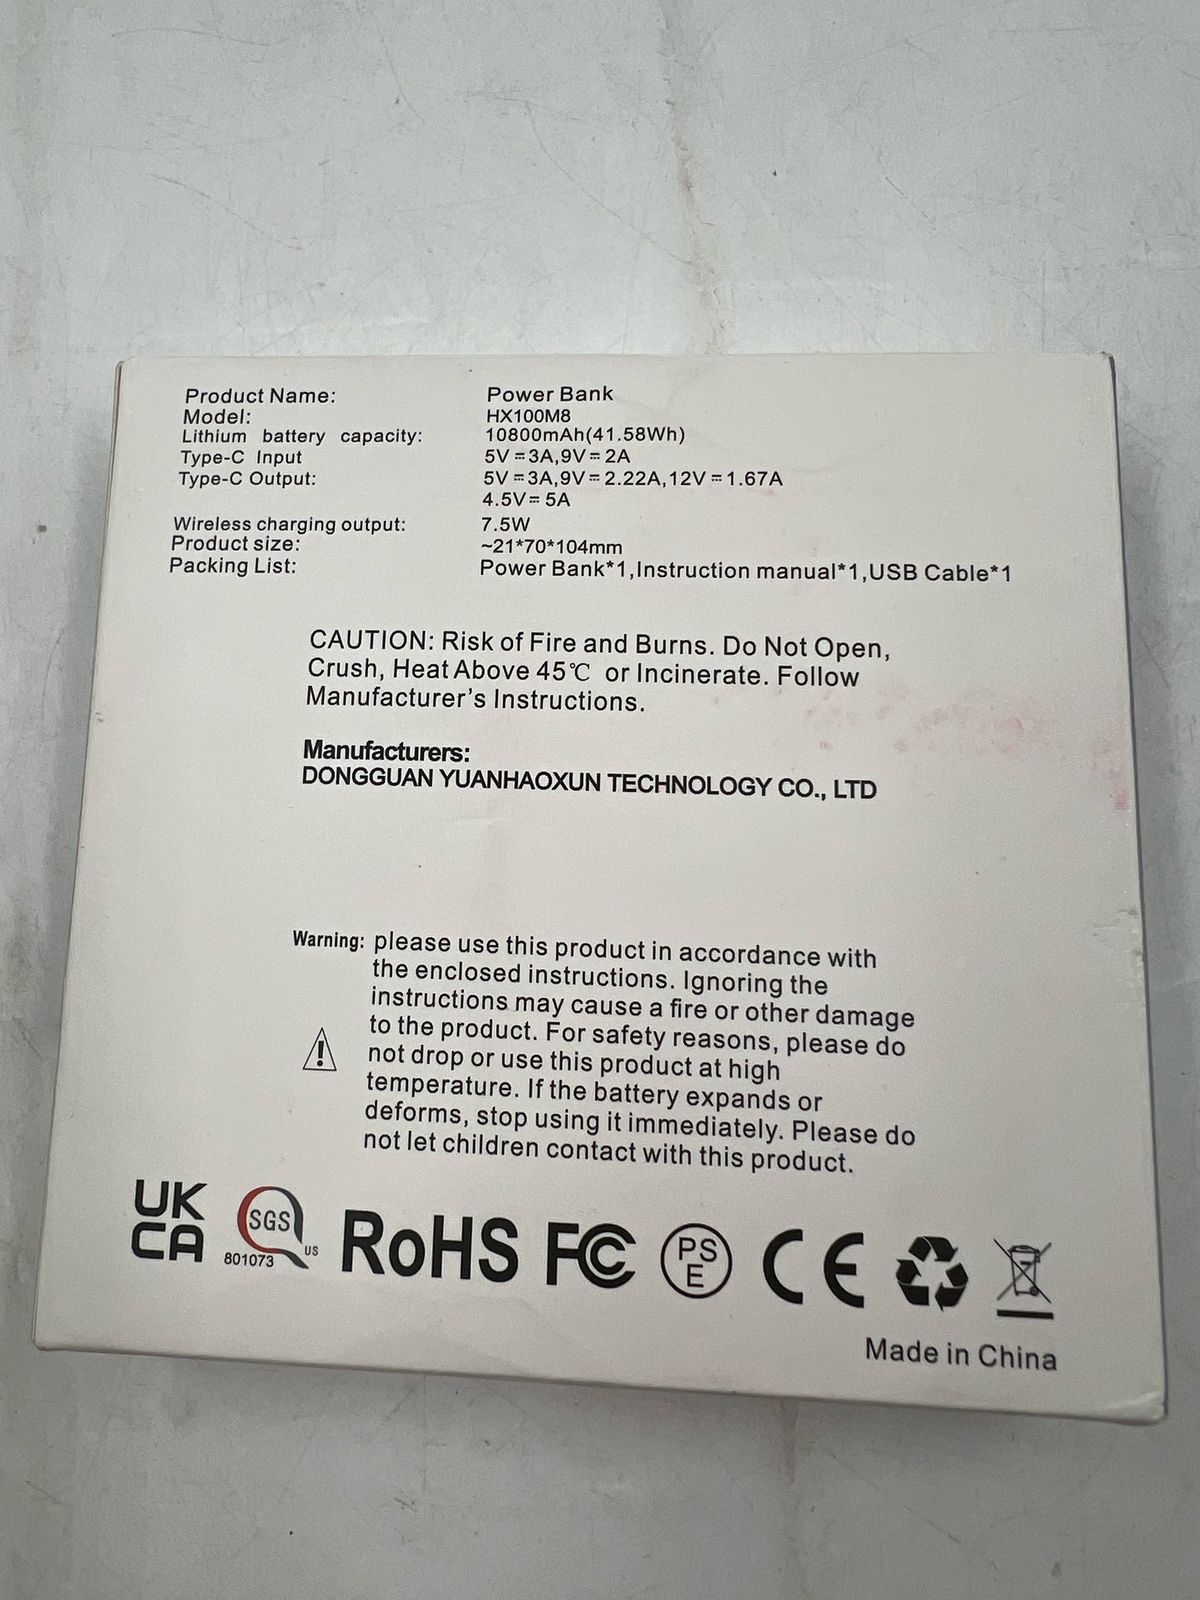 Product Name: Power Bank
Model: HX100M8
Lithium battery capacity: 10800mAh(41.58Wh)
Type-C Input 5V⎓3A,9V⎓2A
Type-C Output: 5V⎓3A,9V⎓2.22A,12V⎓1.67A
4.5V⎓5A
Wireless charging output: 7.5W
Product size: ~21*70*104mm
Packing List: Power Bank*1,Instruction manual*1,USB Cable*1
CAUTION: Risk of Fire and Burns. Do Not Open,
Crush, Heat Above 45℃ or Incinerate. Follow
Manufacturer's Instructions.
Manufacturers:
DONGGUAN YUANHAOXUN TECHNOLOGY CO., LTD
Warning: please use this product in accordance with
the enclosed instructions. Ignoring the
instructions may cause a fire or other damage
to the product. For safety reasons, please do
not drop or use this product at high
temperature. If the battery expands or
deforms, stop using it immediately. Please do
not let children contact with this product.
UK
CA
SGS
801073 US
RoHS FC PS
E
CE
Made in China